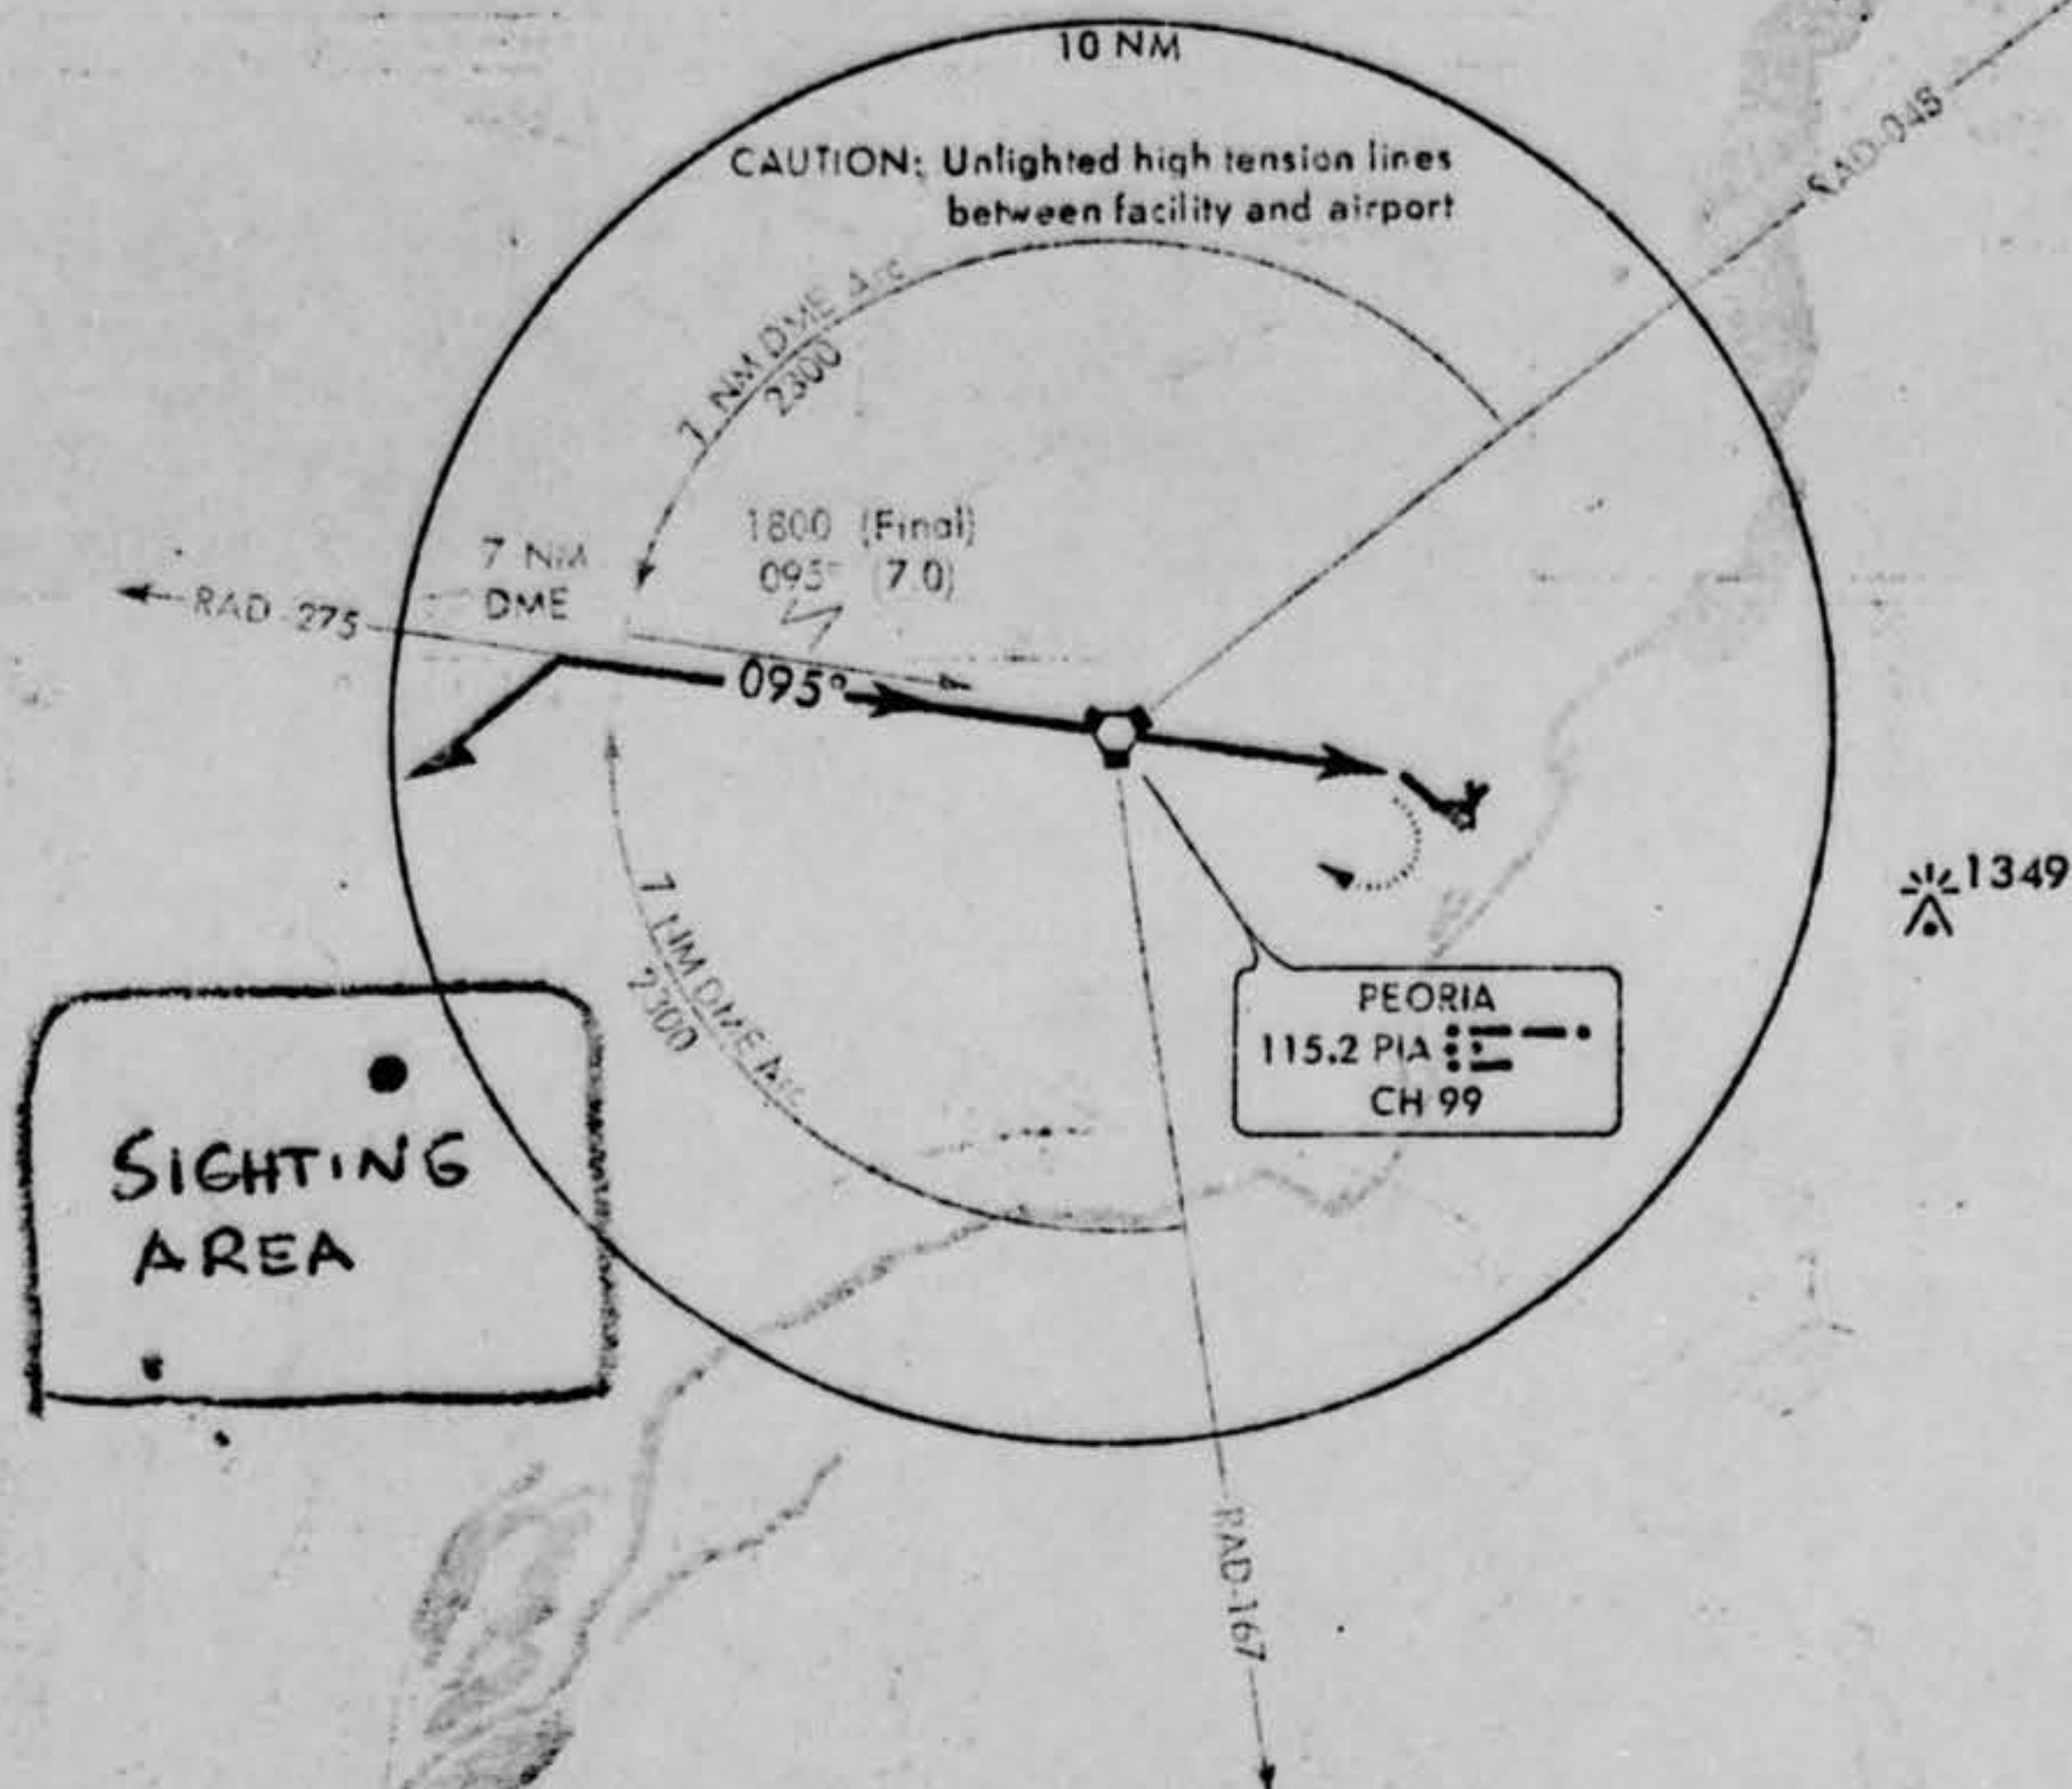 10 NM
CAUTION: Unlighted high tension lines
between facility and airport
RAD-048
7 NM DME Arc
2300
1800 (Final)
095° (7.0)
7 NM
DME
RAD 275
095°
1349
7 NM DME Arc
2300
PEORIA
115.2 PIA
CH 99
SIGHTING
AREA
RAD-167